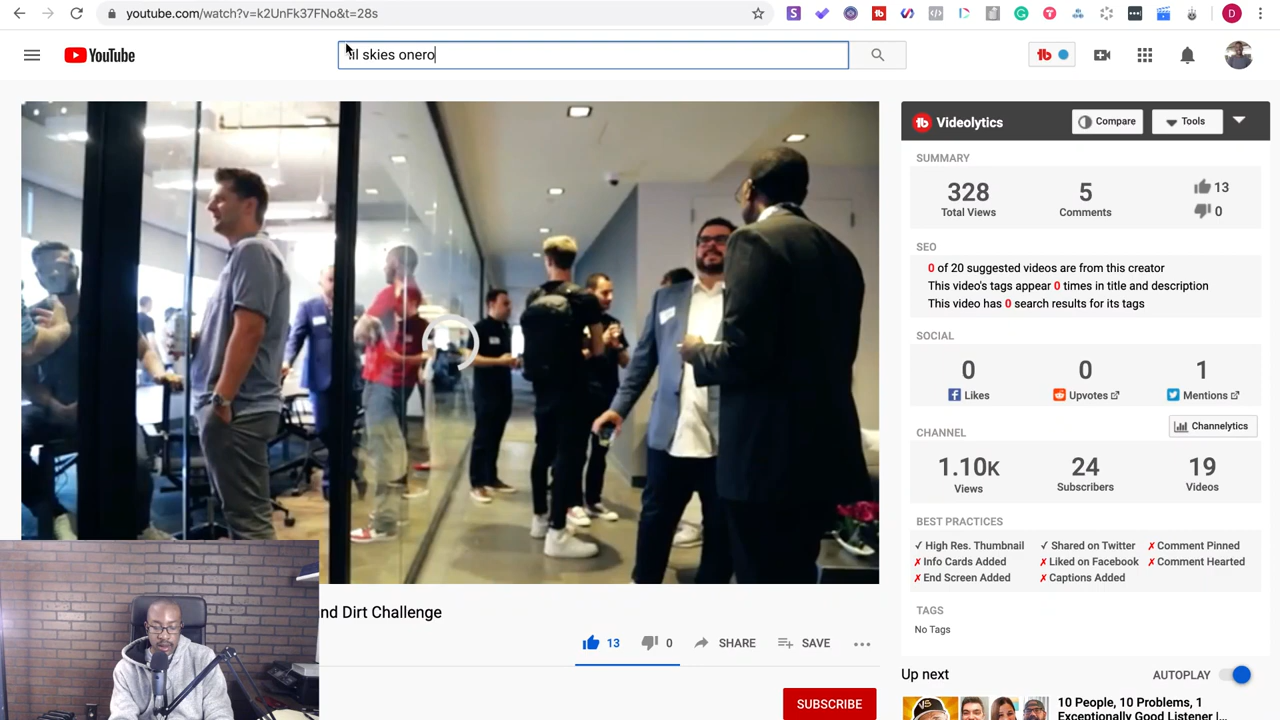 youtube.com/watch?v=k2UnFk37FNo&t=28s
D
YouTube
lil skies onero
tb
tb Videolytics
Compare
Tools
SUMMARY
328
Total Views
5
Comments
13
0
SEO
0 of 20 suggested videos are from this creator
This video's tags appear 0 times in title and description
This video has 0 search results for its tags
SOCIAL
0
Likes
0
Upvotes
1
Mentions
CHANNEL
Channelytics
1.10K
Views
24
Subscribers
19
Videos
BEST PRACTICES
✓ High Res. Thumbnail
✓ Shared on Twitter
✗ Comment Pinned
✗ Info Cards Added
✗ Liked on Facebook
✗ Comment Hearted
✗ End Screen Added
✗ Captions Added
TAGS
No Tags
nd Dirt Challenge
13
0
SHARE
SAVE
SUBSCRIBE
Up next
AUTOPLAY
VS
10 People, 10 Problems, 1
Exceptionally Good Listener |...